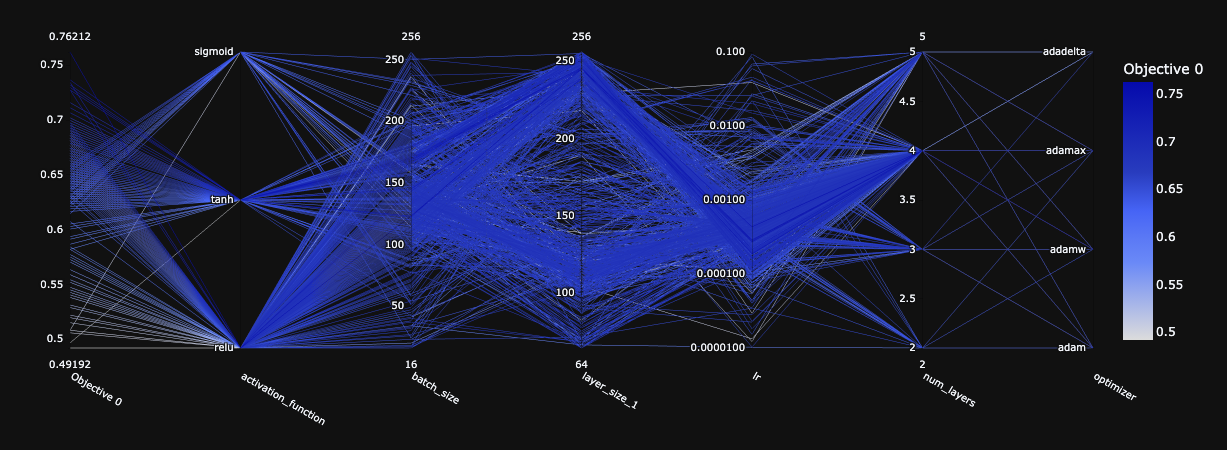 0.76212
256
256
5
sigmoid
0.100
5
adadelta
Objective 0
250
250
0.75
4.5
0.75
0.7
200
200
0.0100
0.7
4
adamax
150
0.65
tanh
150
0.00100
3.5
0.65
0.6
100
3
adamw
0.6
0.55
50
100
0.000100
2.5
0.55
0.5
0.5
relu
0.0000100
2
adam
0.49192
16
64
2
Objective 0
activation_function
batch_size
layer_size_1
lr
num_layers
optimizer